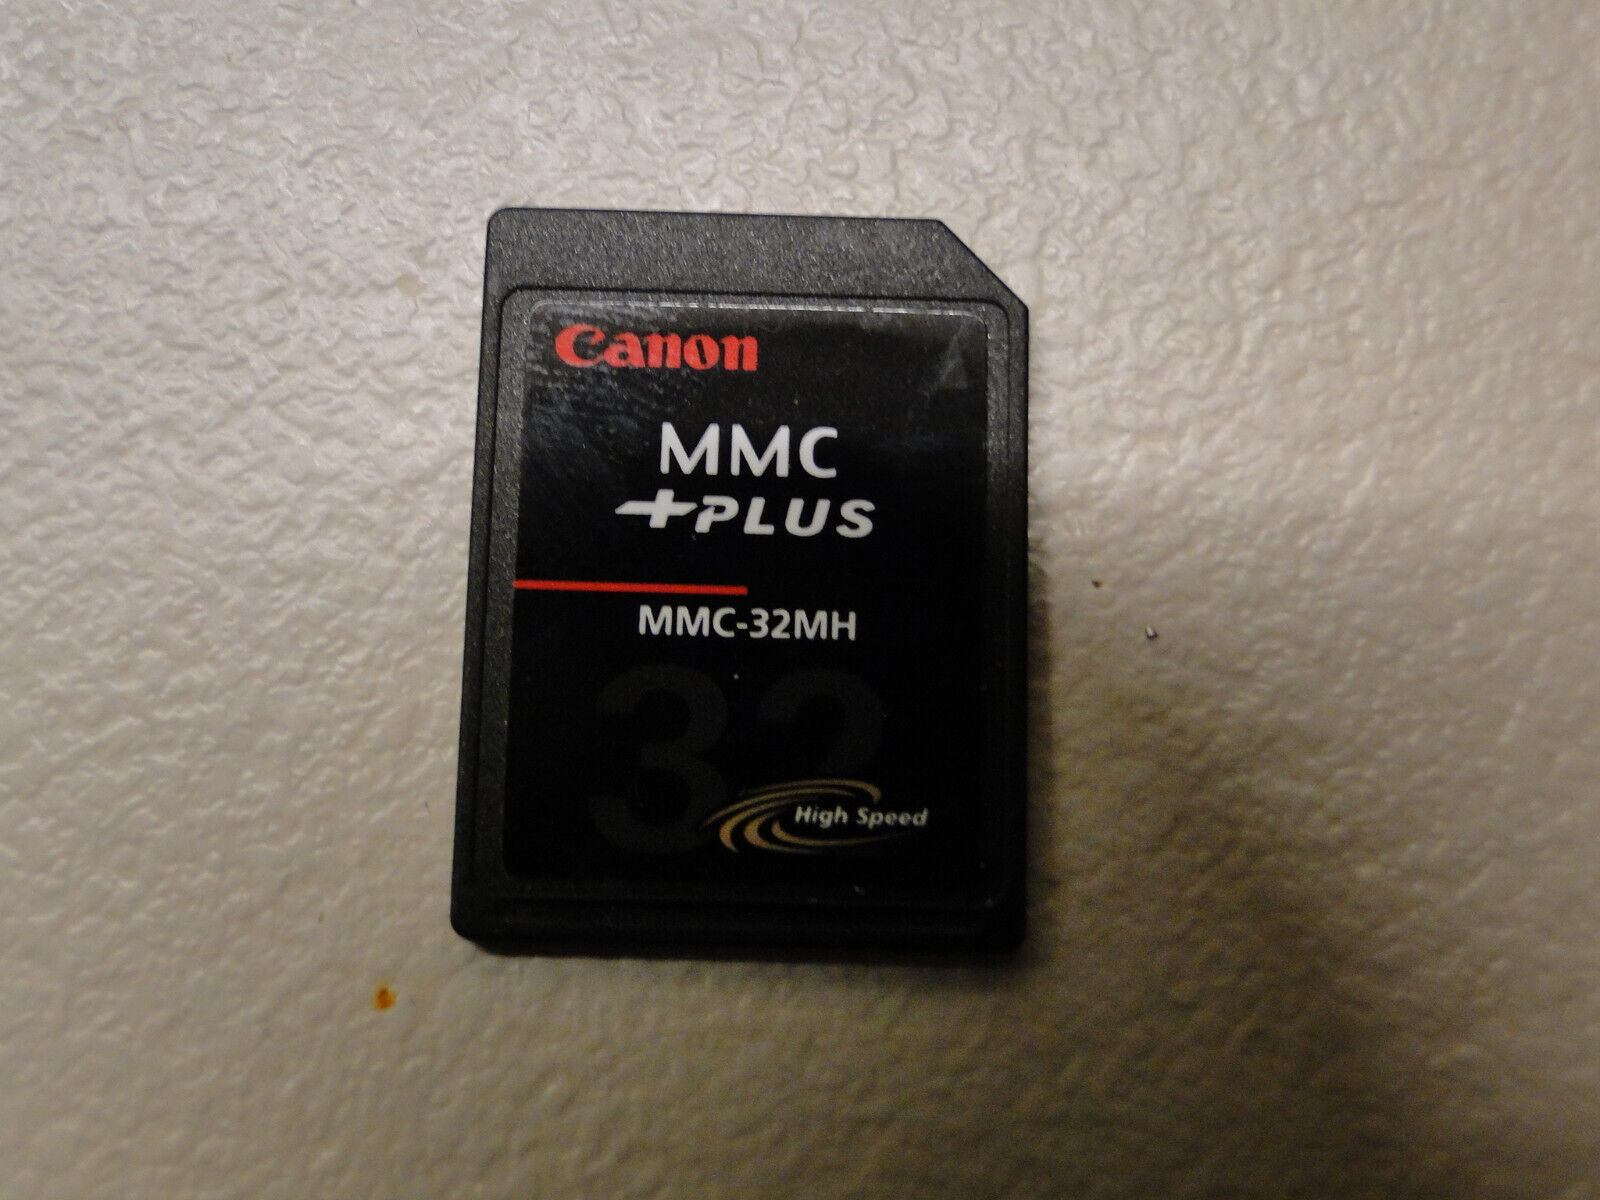 Canon
MMC
+PLUS
MMC-32MH
32
High Speed